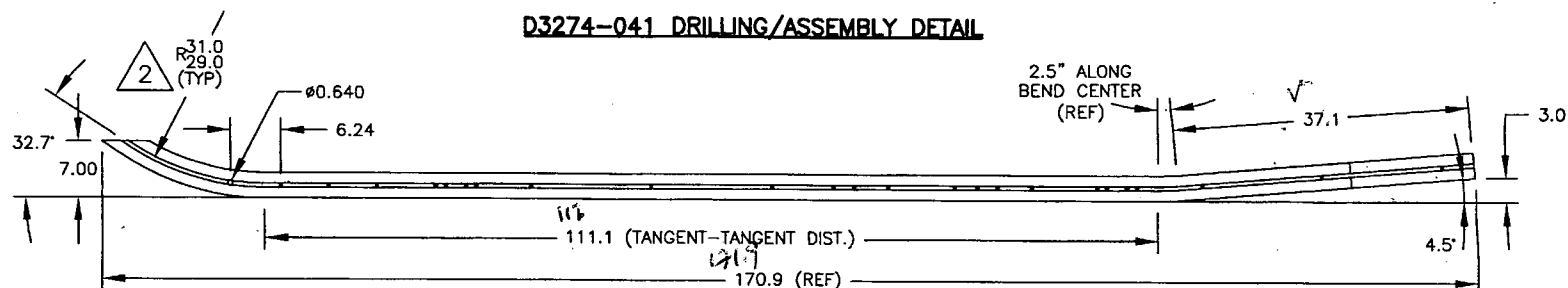 D3274-041 DRILLING/ASSEMBLY DETAIL
2
R31.0
29.0
(TYP)
ø0.640
6.24
32.7°
7.00
2.5" ALONG
BEND CENTER
(REF)
37.1
3.0
4.5°
111.1 (TANGENT-TANGENT DIST.)
170.9 (REF)